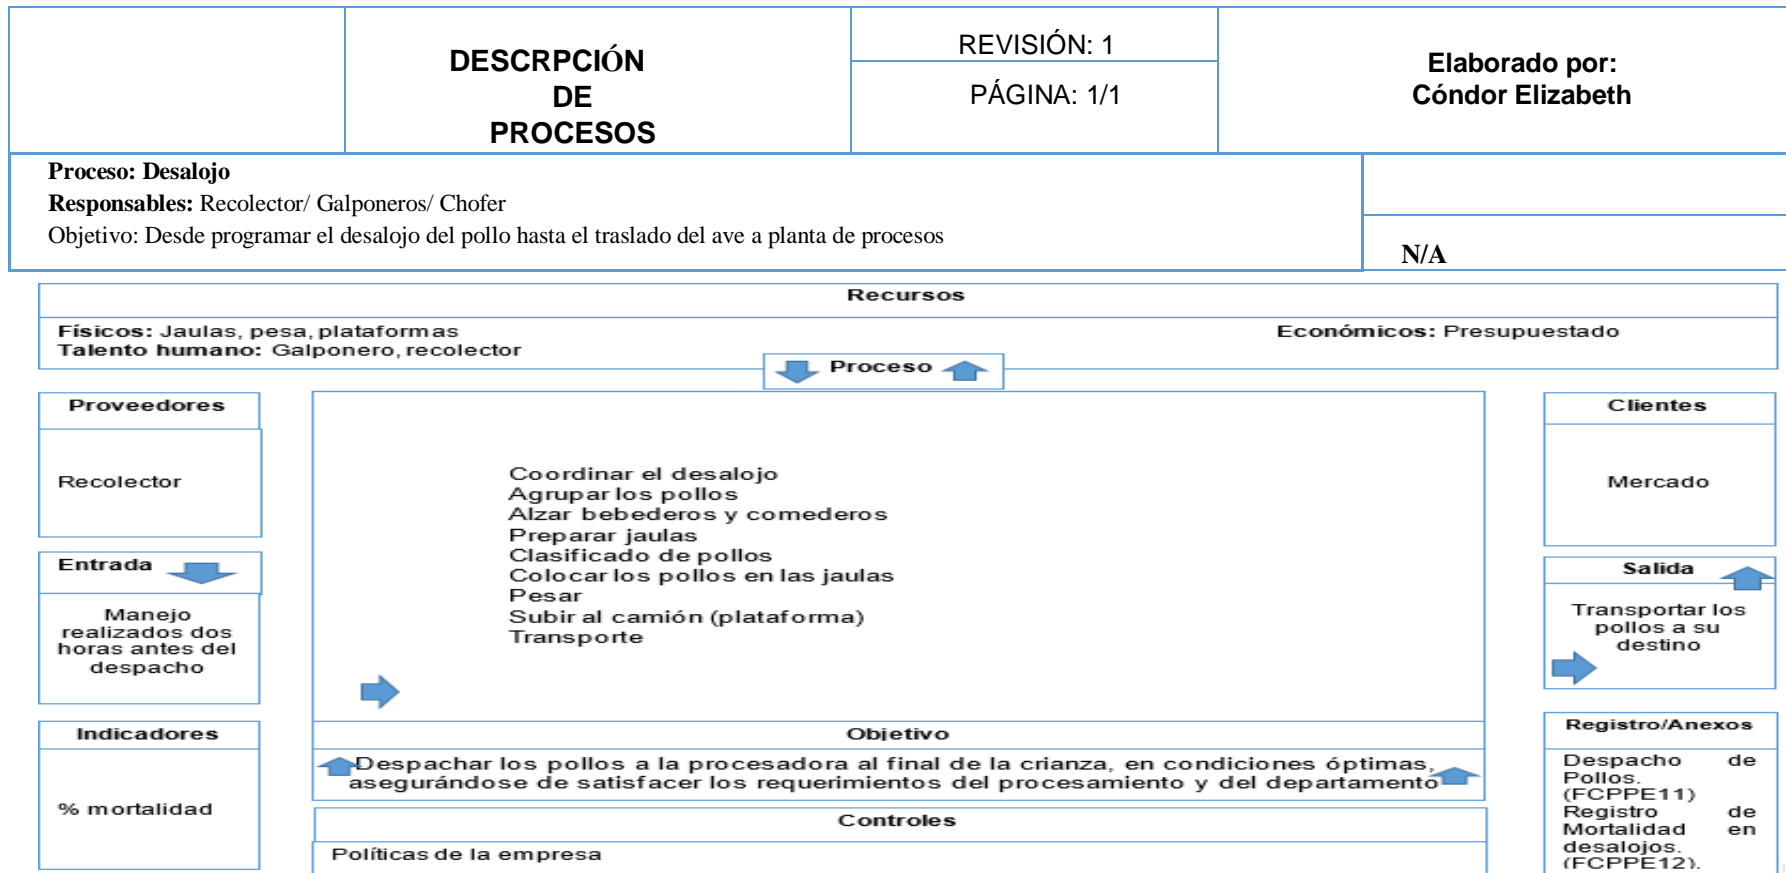 DESCRPCIÓN
DE
PROCESOS
REVISIÓN: 1
PÁGINA: 1/1
Elaborado por:
Cóndor Elizabeth
Proceso: Desalojo
Responsables: Recolector/ Galponeros/ Chofer
Objetivo: Desde programar el desalojo del pollo hasta el traslado del ave a planta de procesos
N/A
Recursos
Físicos: Jaulas, pesa, plataformas
Económicos: Presupuestado
Talento humano: Galponero, recolector
Proceso
Proveedores
Recolector
Entrada
Manejo
realizados dos
horas antes del
despacho
Indicadores
% mortalidad
Coordinar el desalojo
Agrupar los pollos
Alzar bebederos y comederos
Preparar jaulas
Clasificado de pollos
Colocar los pollos en las jaulas
Pesar
Subir al camión (plataforma)
Transporte
Objetivo
Despachar los pollos a la procesadora al final de la crianza, en condiciones óptimas,
asegurándose de satisfacer los requerimientos del procesamiento y del departamento
Controles
Políticas de la empresa
Clientes
Mercado
Salida
Transportar los
pollos a su
destino
Registro/Anexos
Despacho de
Pollos.
(FCPPE11)
Registro de
Mortalidad en
desalojos.
(FCPPE12).